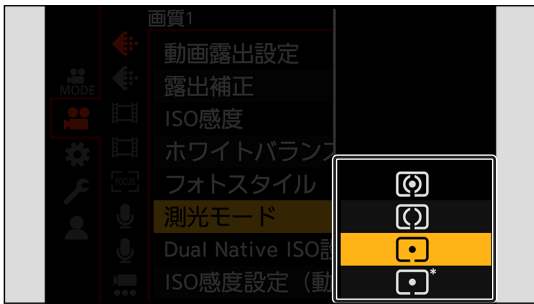 画質1
動画露出設定
露出補正
MODE
ISO感度
ホワイトバランス
フォトスタイル
FOCUS
測光モード
Dual Native ISO設
ISO感度設定（動
*